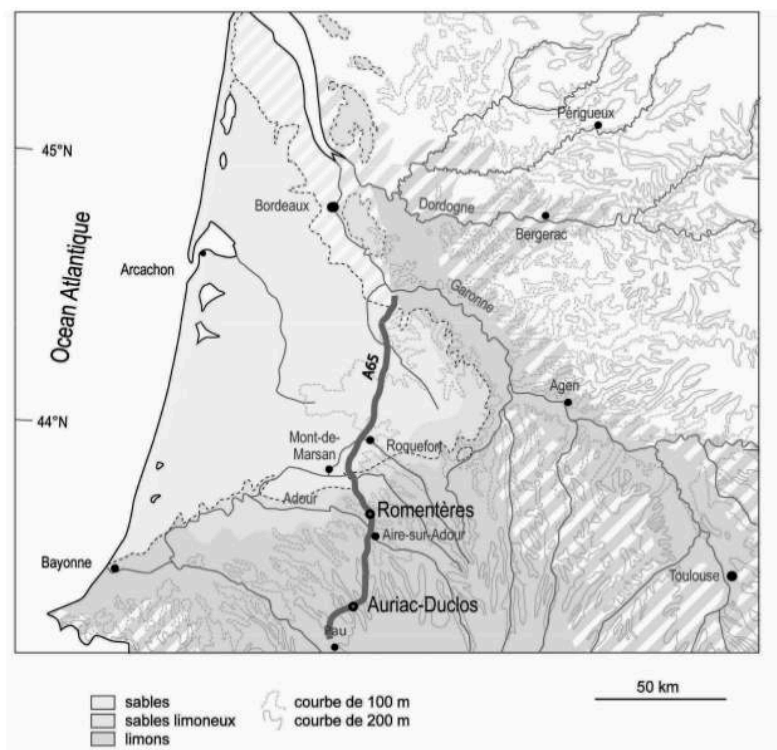 Périgueux
45°N
Bordeaux
Dordogne
Bergerac
Ocean Atlantique
Arcachon
Garonne
A65
Agen
44°N
Mont-de-
Marsan
Roquefort
Adour
Romentères
Aire-sur-Adour
Bayonne
Toulouse
Auriac-Duclos
Pau
50 km
sables
courbe de 100 m
sables limoneux
courbe de 200 m
limons